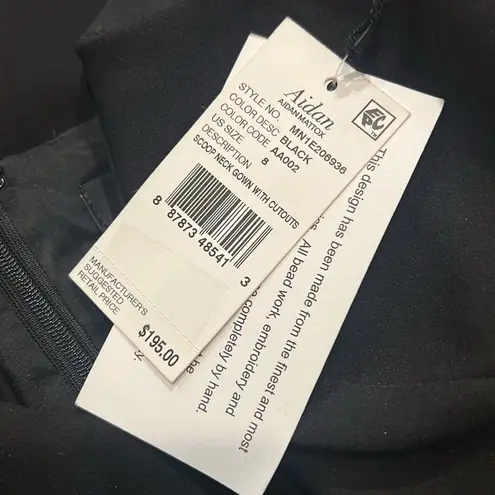 Aidan
AIDAN MATTOX
STYLE NO. MN1E206936
COLOR DESC BLACK
COLOR CODE AA002
US SIZE 8
DESCRIPTION
SCOOP NECK GOWN WITH CUTOUTS
8 87873 48541 3
MANUFACTURER'S
SUGGESTED
RETAIL PRICE
$195.00
This design has been made from the finest and most
All bead work, embroidery and
completely by hand.
the